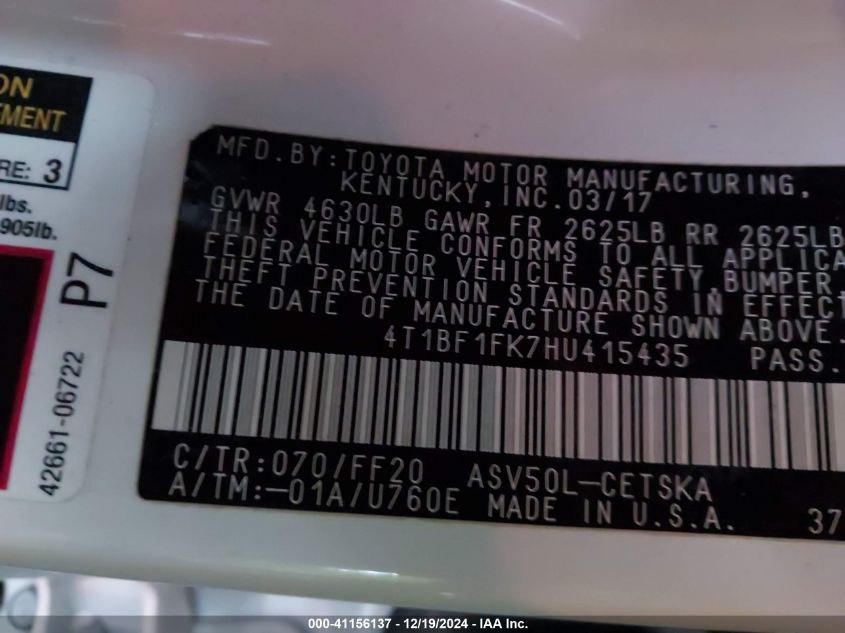 ON
EMENT
RE: 3
lbs.
905lb.
P7
42661-06722
MFD.BY:TOYOTA MOTOR MANUFACTURING,
KENTUCKY,INC.03/17
GVWR 4630LB GAWR FR 2625LB RR 2625LB
THIS VEHICLE CONFORMS TO ALL APPLICA
FEDERAL MOTOR VEHICLE SAFETY,BUMPER
THEFT PREVENTION STANDARDS IN EFFECT
THE DATE OF MANUFACTURE SHOWN ABOVE.
4T1BF1FK7HU415435 PASS.
C/TR:070/FF20 ASV50L-CETSKA
A/TM:-01A/U760E MADE IN U.S.A. 37
000-41156137 - 12/19/2024 - IAA Inc.